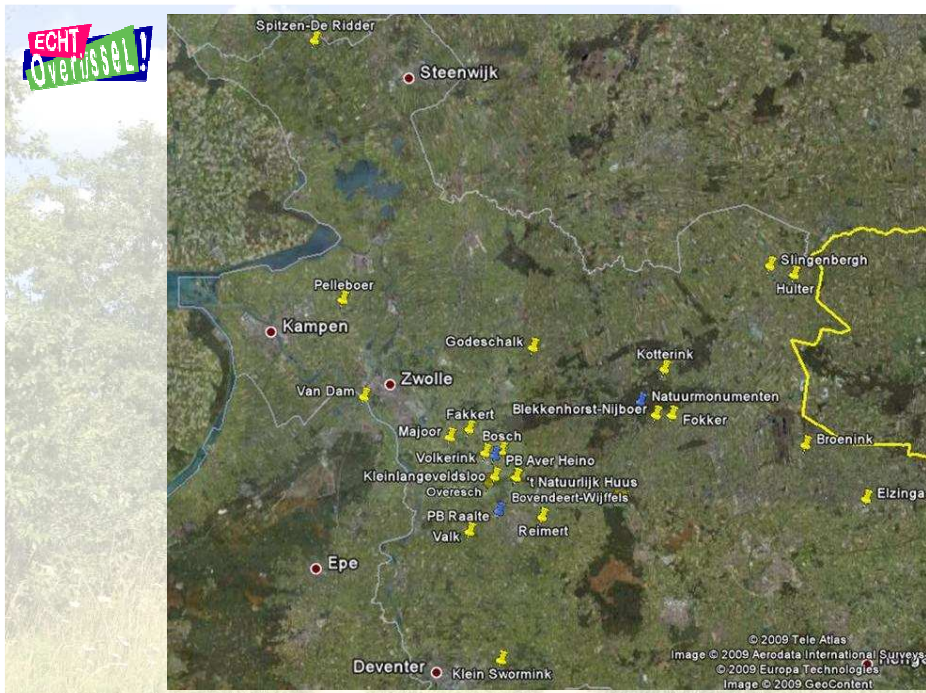 ECHT
Overijssel!
Spitzen-De Ridder
Steenwijk
Slingenbergh
Hulter
Pelleboer
Kampen
Godeschalk
Kotterink
Zwolle
Van Dam
Natuurmonumenten
Blekkenhorst-Nijboer
Fokker
Fakkert
Majoor
Bosch
Broenink
Volkerink
PB Aver Heino
Kleinlangeveldsloo
't Natuurlijk Huus
Overesch
Bovendeert-Wijffels
Elzinga
PB Raalte
Reimert
Valk
Epe
© 2009 Tele Atlas
Image © 2009 Aerodata International Surveys
© 2009 Europa Technologies
Image © 2009 GeoContent
Deventer
Klein Swormink